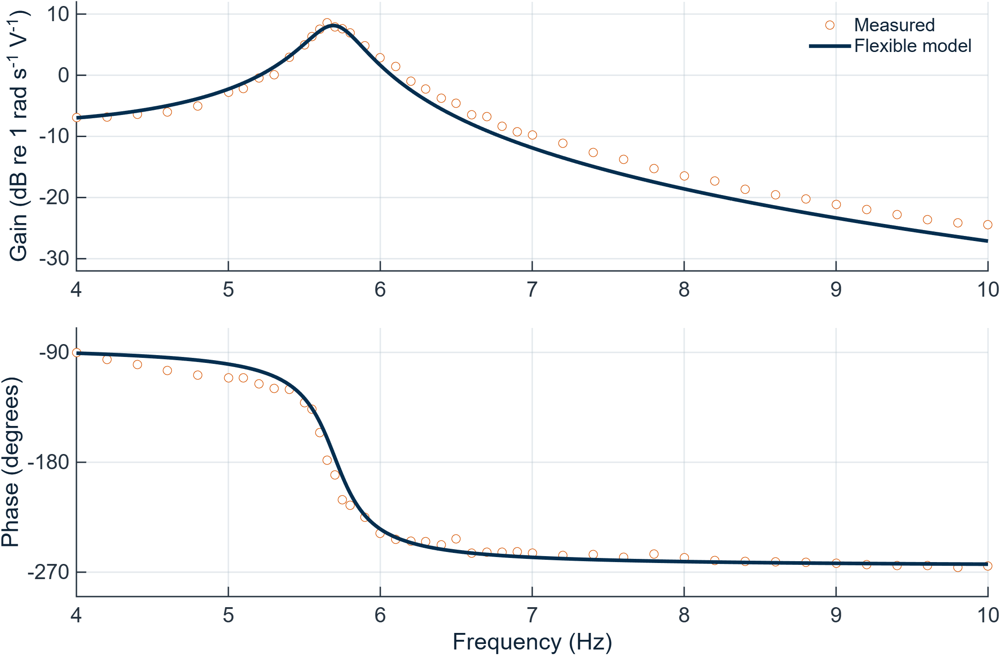 Gain (dB re 1 rad s⁻¹ V⁻¹)
10
0
-10
-20
-30
Measured
Flexible model
4 5 6 7 8 9 10
Phase (degrees)
-90
-180
-270
4 5 6 7 8 9 10
Frequency (Hz)